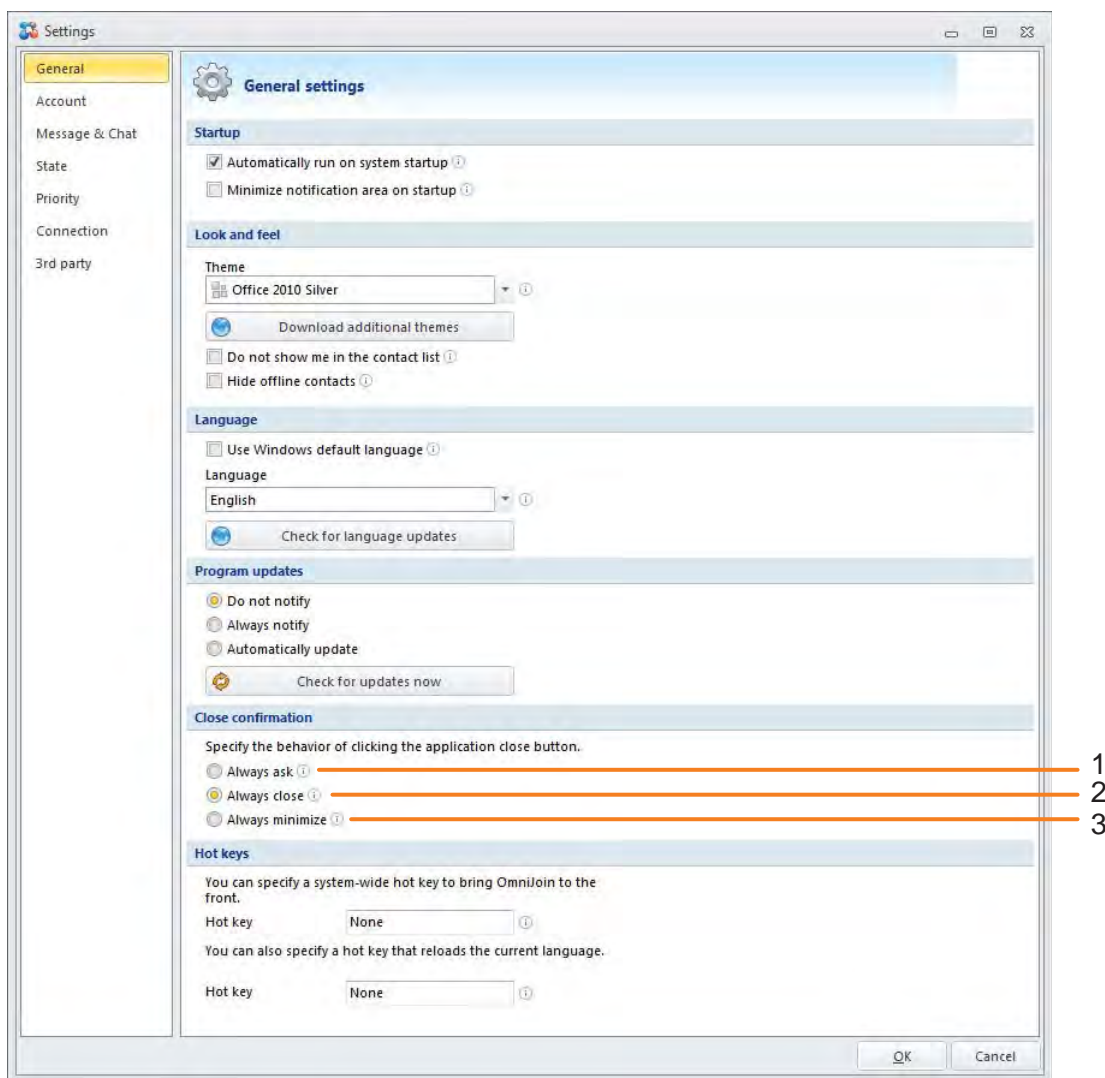 Settings
General
Account
Message & Chat
State
Priority
Connection
3rd party
General settings
Startup
Automatically run on system startup
Minimize notification area on startup
Look and feel
Theme
Office 2010 Silver
Download additional themes
Do not show me in the contact list
Hide offline contacts
Language
Use Windows default language
Language
English
Check for language updates
Program updates
Do not notify
Always notify
Automatically update
Check for updates now
Close confirmation
Specify the behavior of clicking the application close button.
Always ask
1
Always close
2
Always minimize
3
Hot keys
You can specify a system-wide hot key to bring OmniJoin to the
front.
Hot key None
You can also specify a hot key that reloads the current language.
Hot key None
OK Cancel